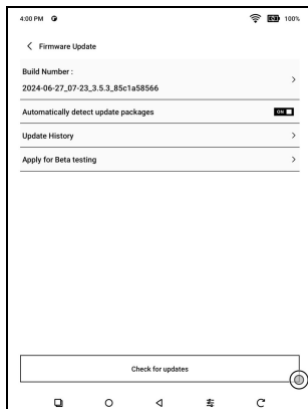 4:00 PM
100%
Firmware Update
Build Number :
2024-06-27_07-23_3.5.3_85c1a58566
Automatically detect update packages
ON
Update History
Apply for Beta testing
Check for updates